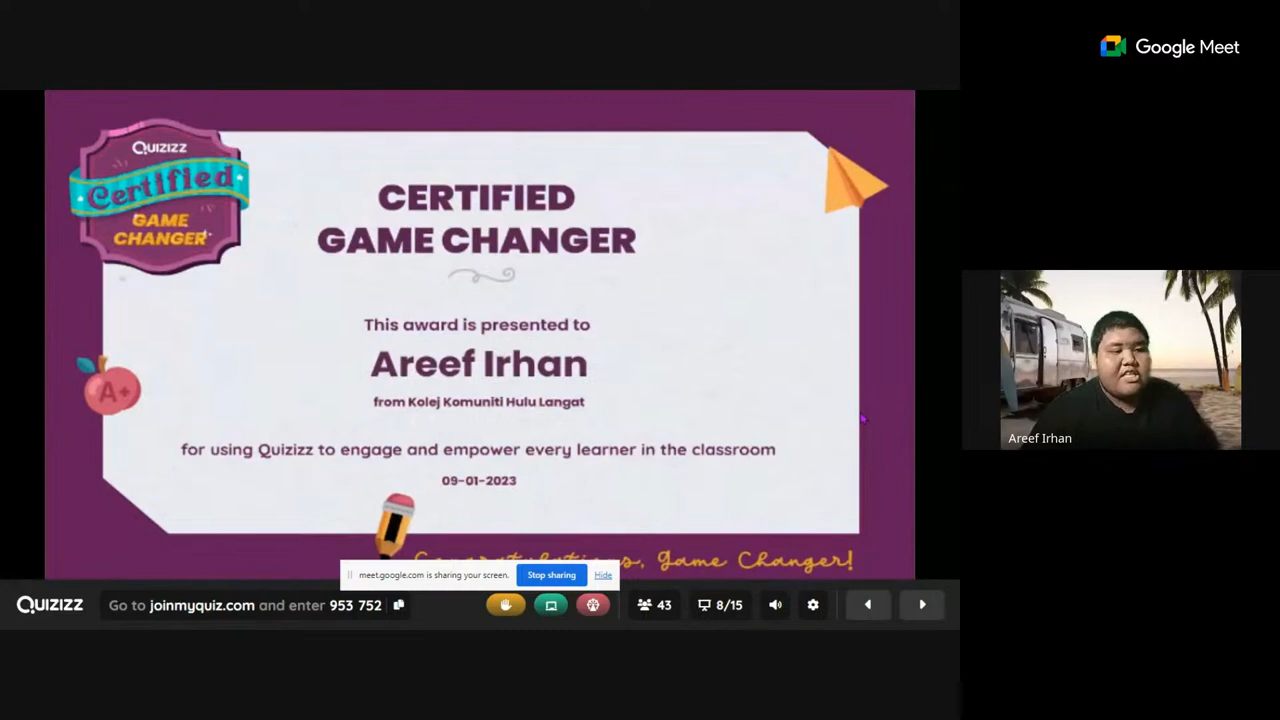 Google Meet
QUIZIZZ
Certified
GAME
CHANGER
CERTIFIED
GAME CHANGER
This award is presented to
Areef Irhan
from Kolej Komuniti Hulu Langat
A+
for using Quizizz to engage and empower every learner in the classroom
09-01-2023
Congratulations, Game Changer!
meet.google.com is sharing your screen.
Stop sharing
Hide
QUIZIZZ
Go to joinmyquiz.com and enter 953 752
43
8/15
Areef Irhan